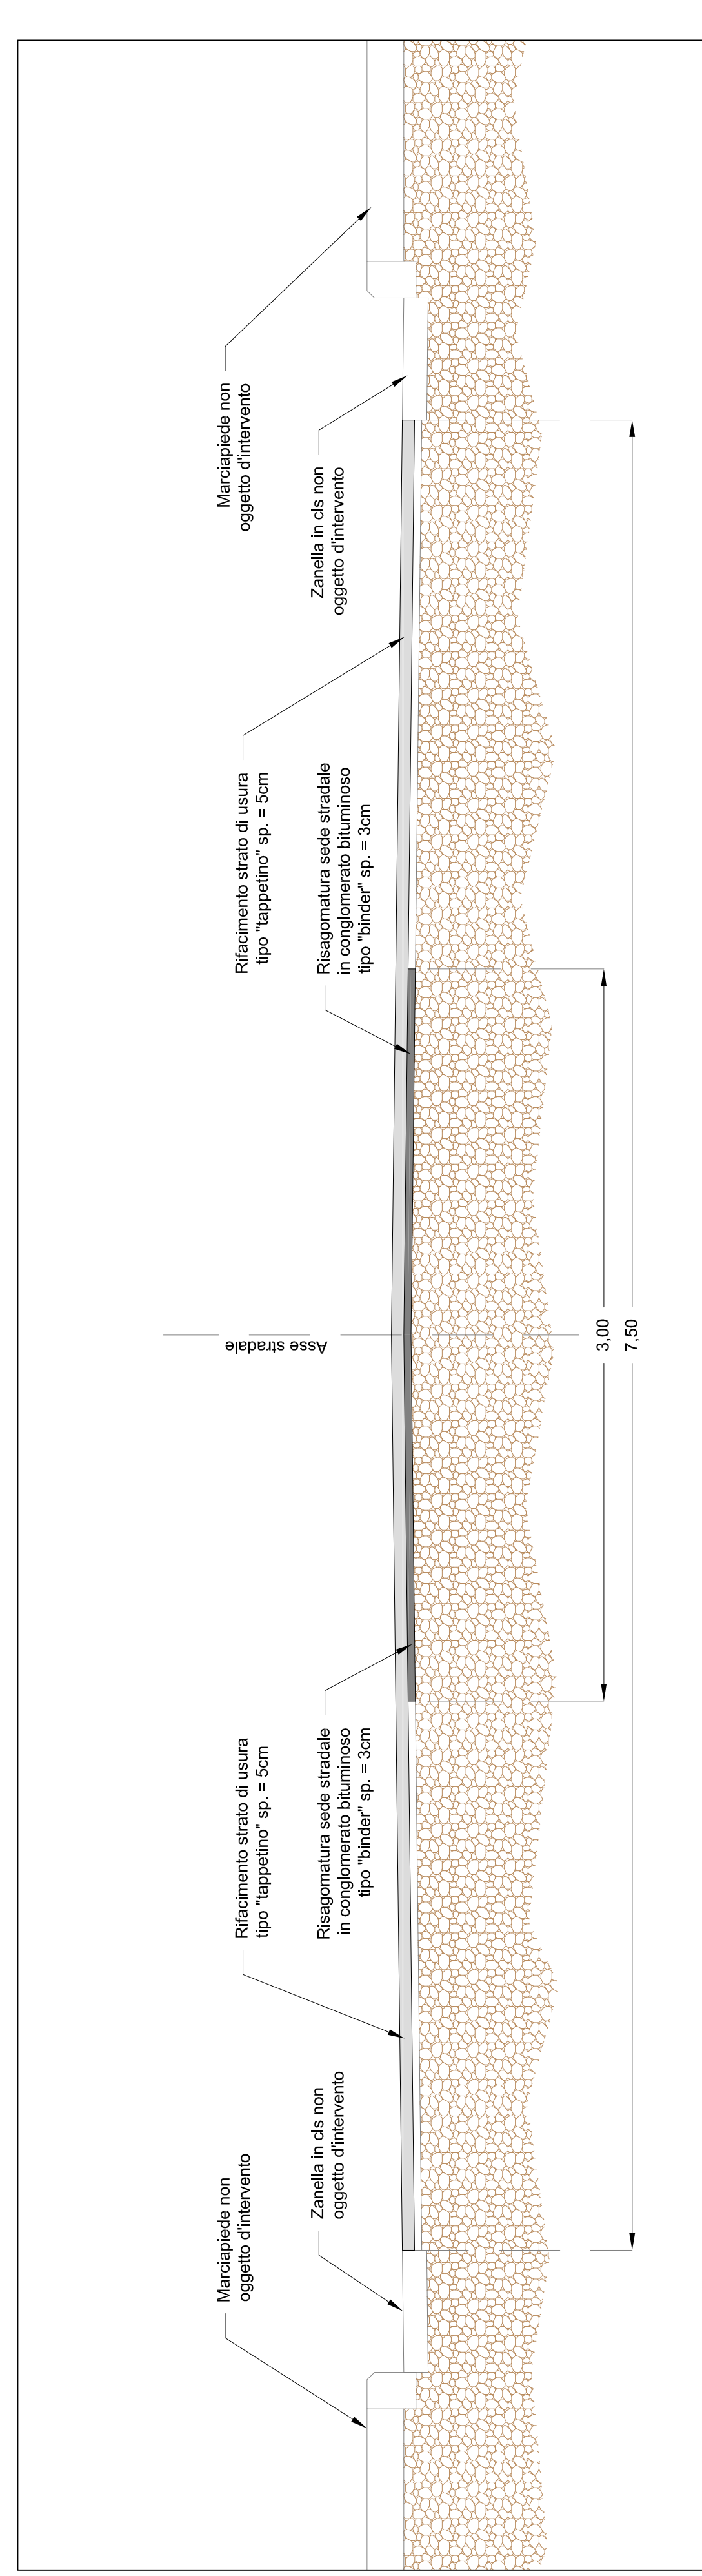 Marciapiede non
oggetto d'intervento
Zanella in cls non
oggetto d'intervento
Rifacimento strato di usura
tipo "tappetino" sp. = 5cm
Risagomatura sede stradale
in conglomerato bituminoso
tipo "binder" sp. = 3cm
Asse stradale
3,00
7,50
Risagomatura sede stradale
in conglomerato bituminoso
tipo "binder" sp. = 3cm
Rifacimento strato di usura
tipo "tappetino" sp. = 5cm
Zanella in cls non
oggetto d'intervento
Marciapiede non
oggetto d'intervento